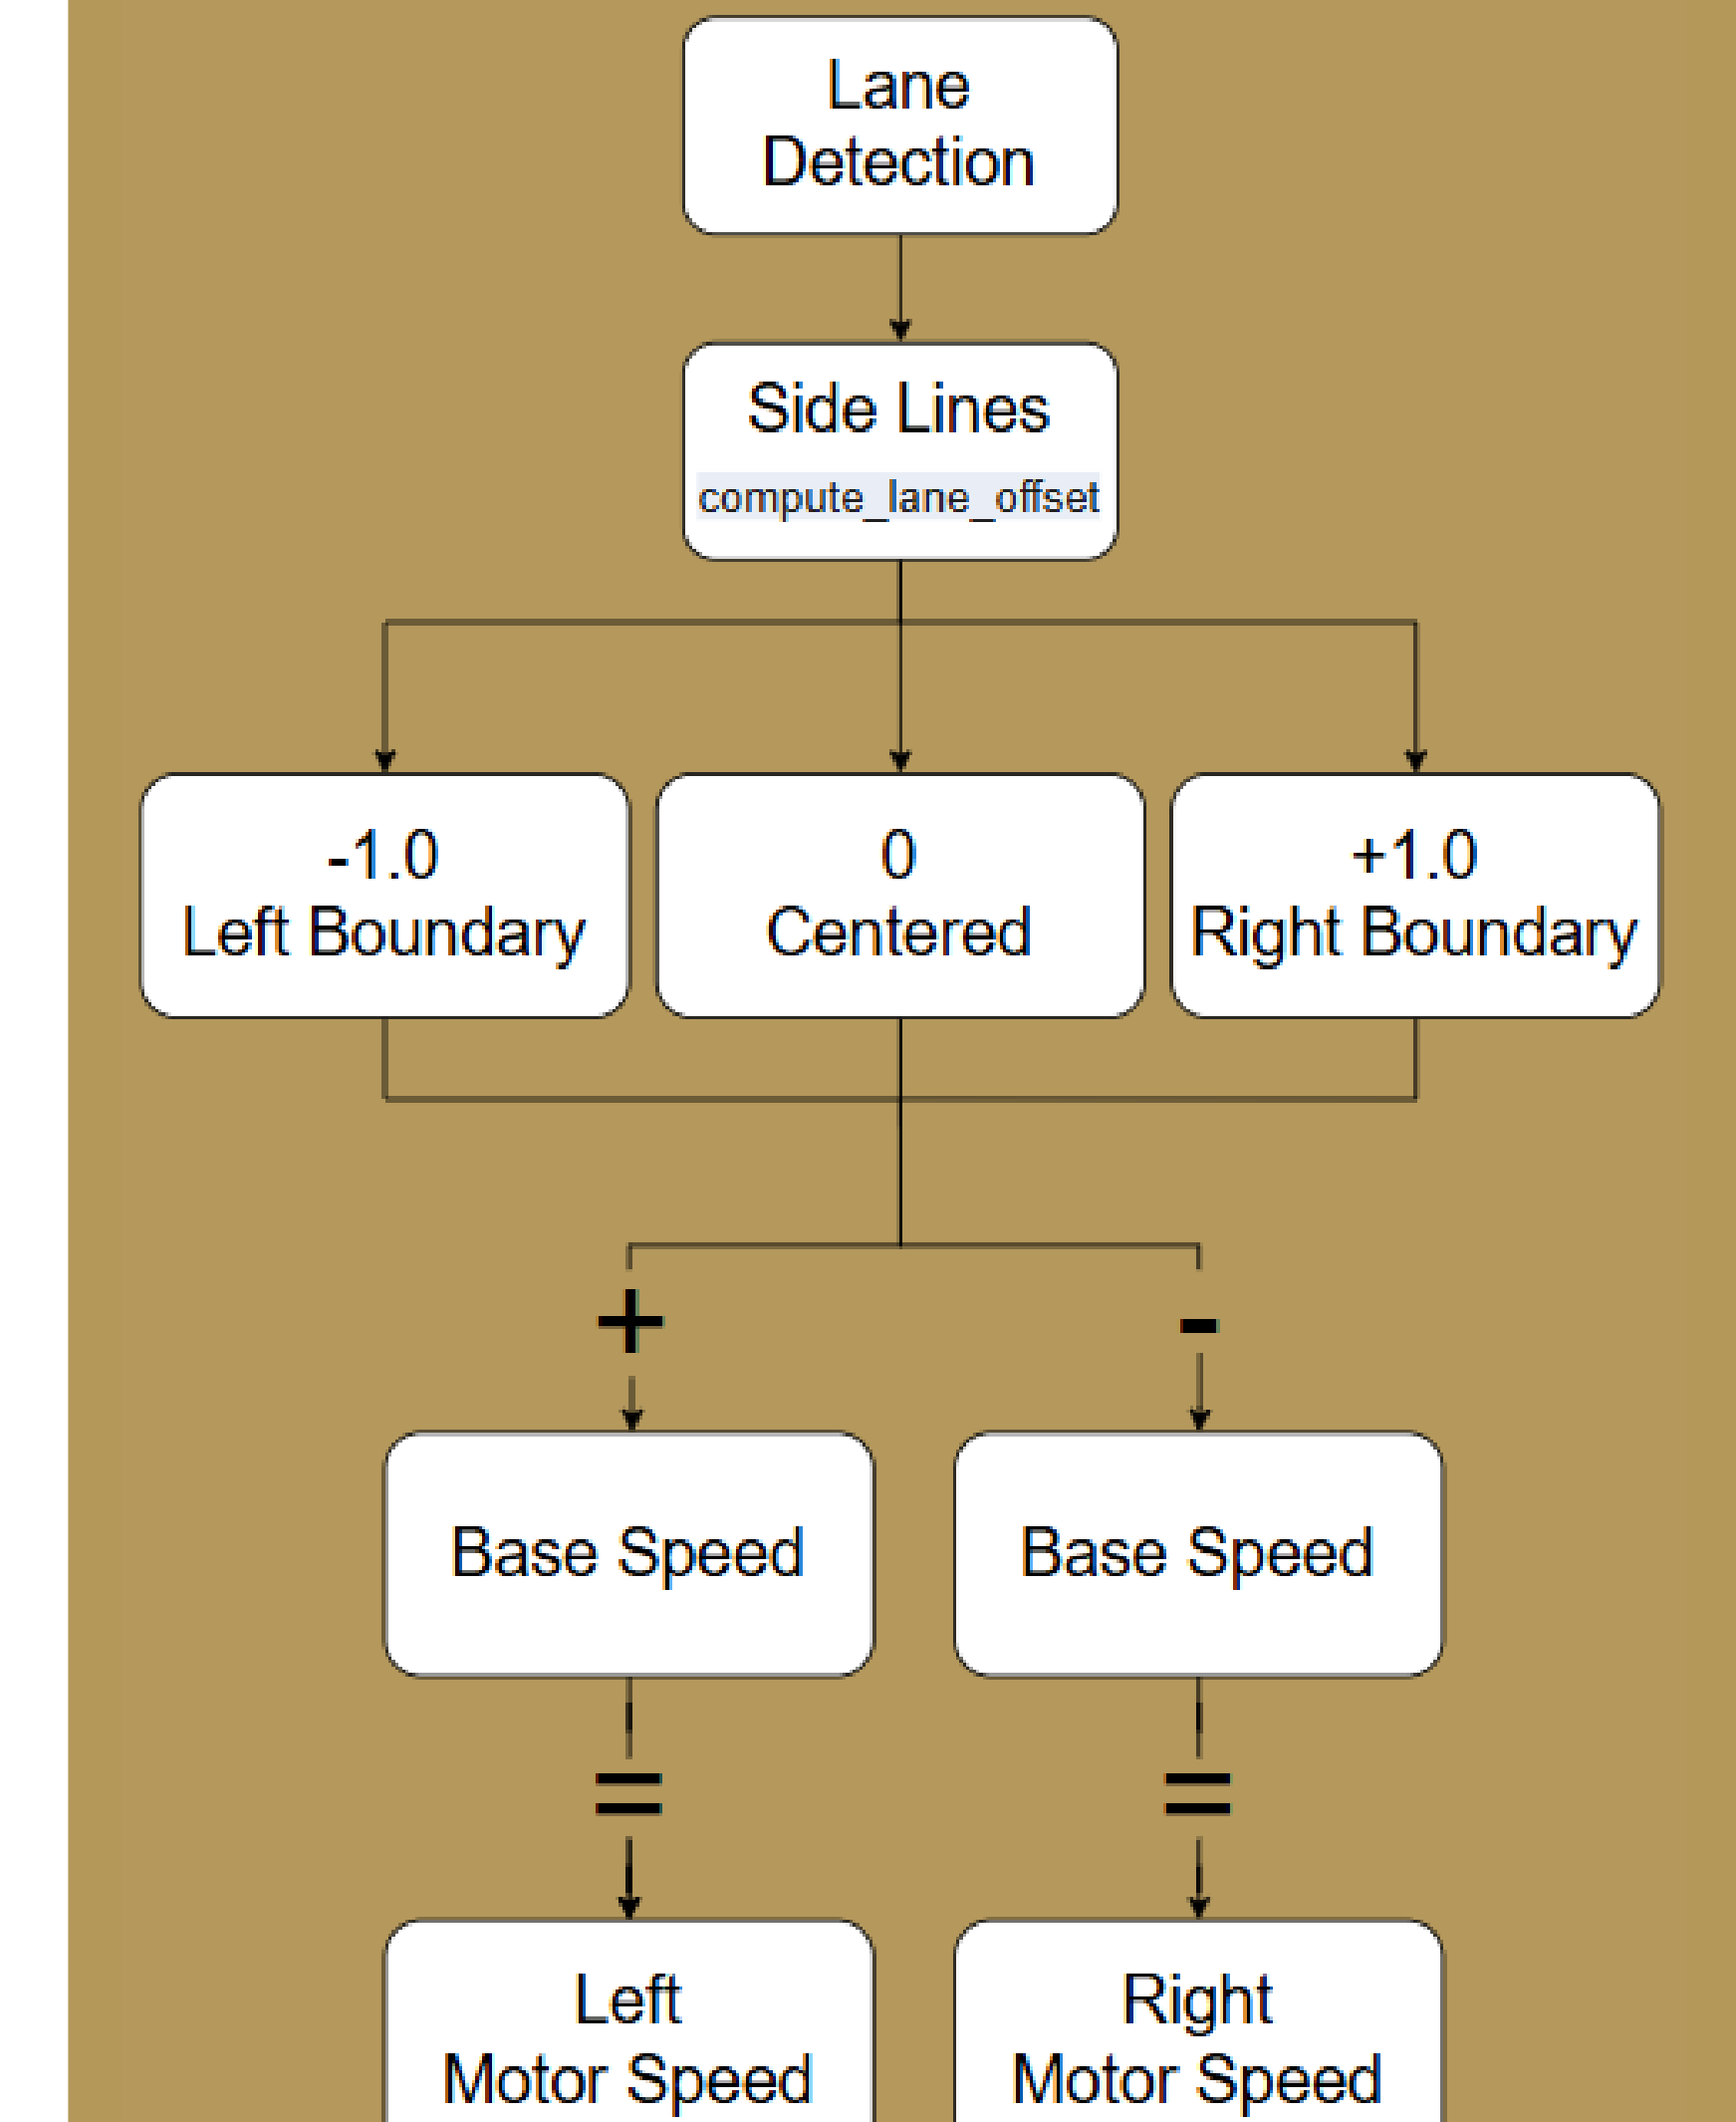 Lane
Detection
Side Lines
compute_lane_offset
-1.0
Left Boundary
0
Centered
+1.0
Right Boundary
+
-
Base Speed
Base Speed
=
=
Left
Motor Speed
Right
Motor Speed